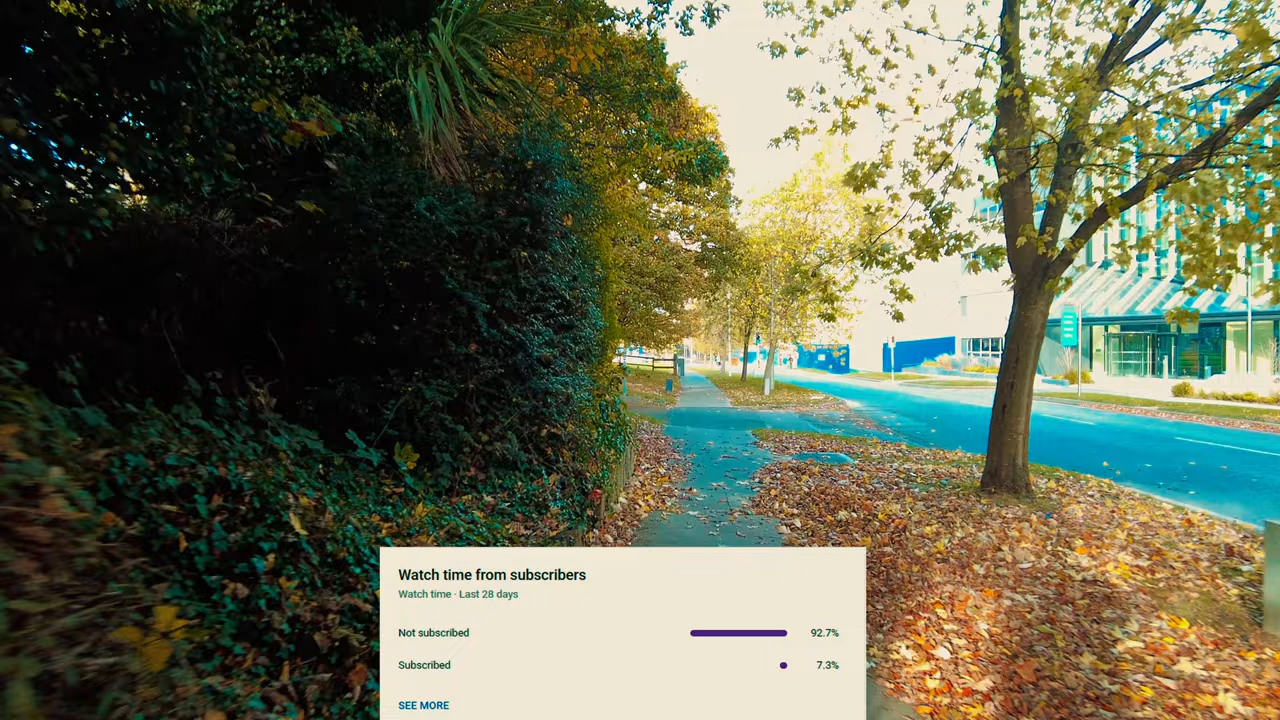 Watch time from subscribers
Watch time · Last 28 days
Not subscribed 92.7%
Subscribed 7.3%
SEE MORE